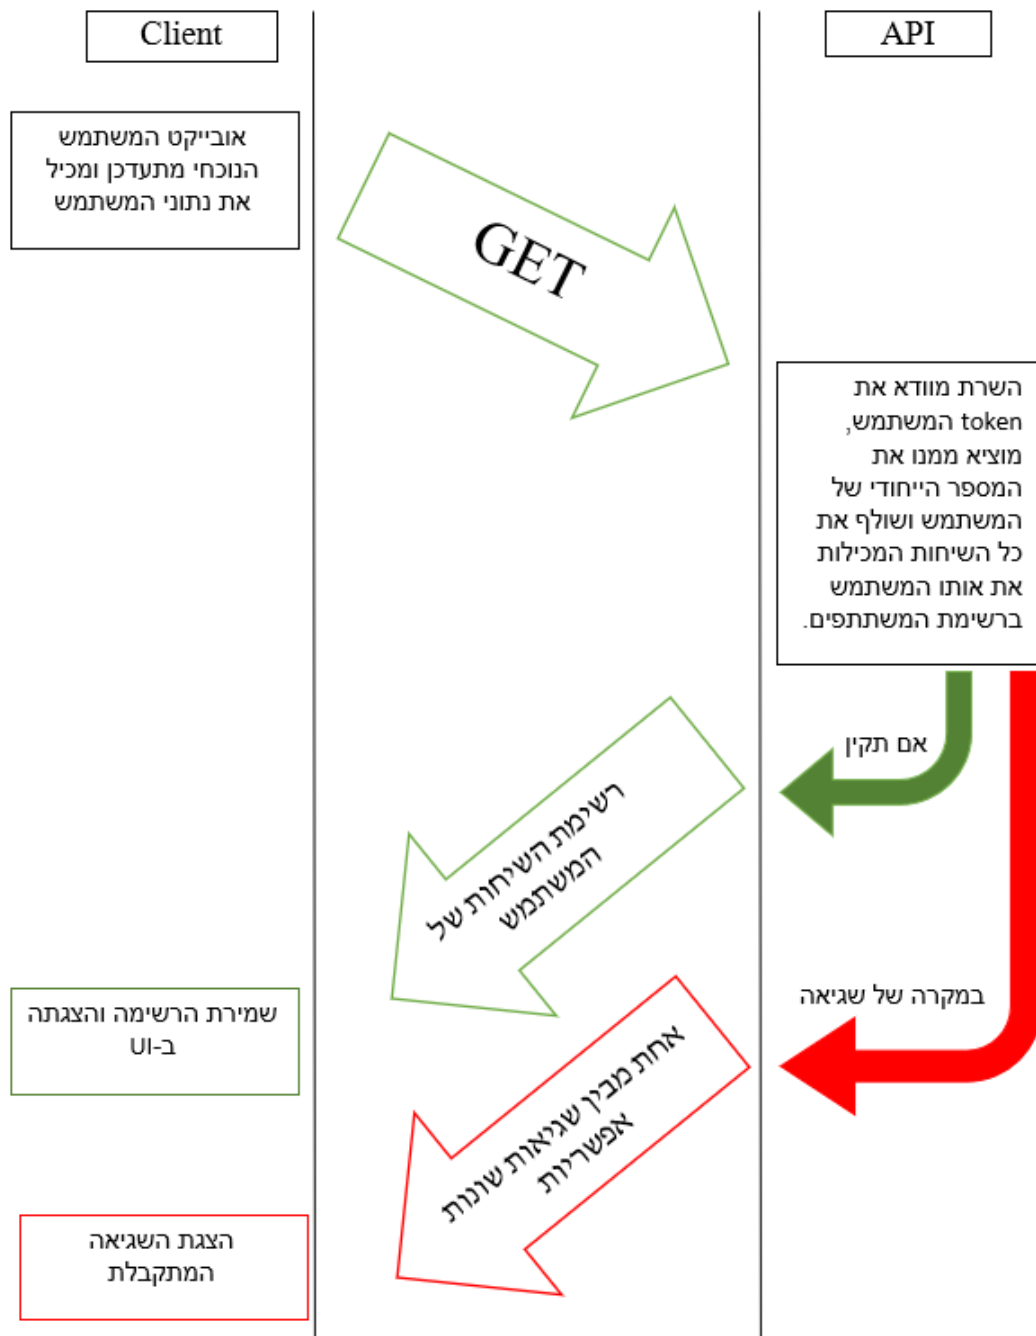 Client
API
אובייקט המשתמש
הנוכחי מתעדכן ומכיל
את נתוני המשתמש
GET
השרת מוודא את
token המשתמש,
מוציא ממנו את
המספר הייחודי של
המשתמש ושולף את
כל השיחות המכילות
את אותו המשתמש
ברשימת המשתתפים.
אם תקין
רשימת השיחות של
המשתמש
במקרה של שגיאה
שמירת הרשימה והצגתה
ב-UI
אחת מבין שגיאות שונות
אפשריות
הצגת השגיאה
המתקבלת